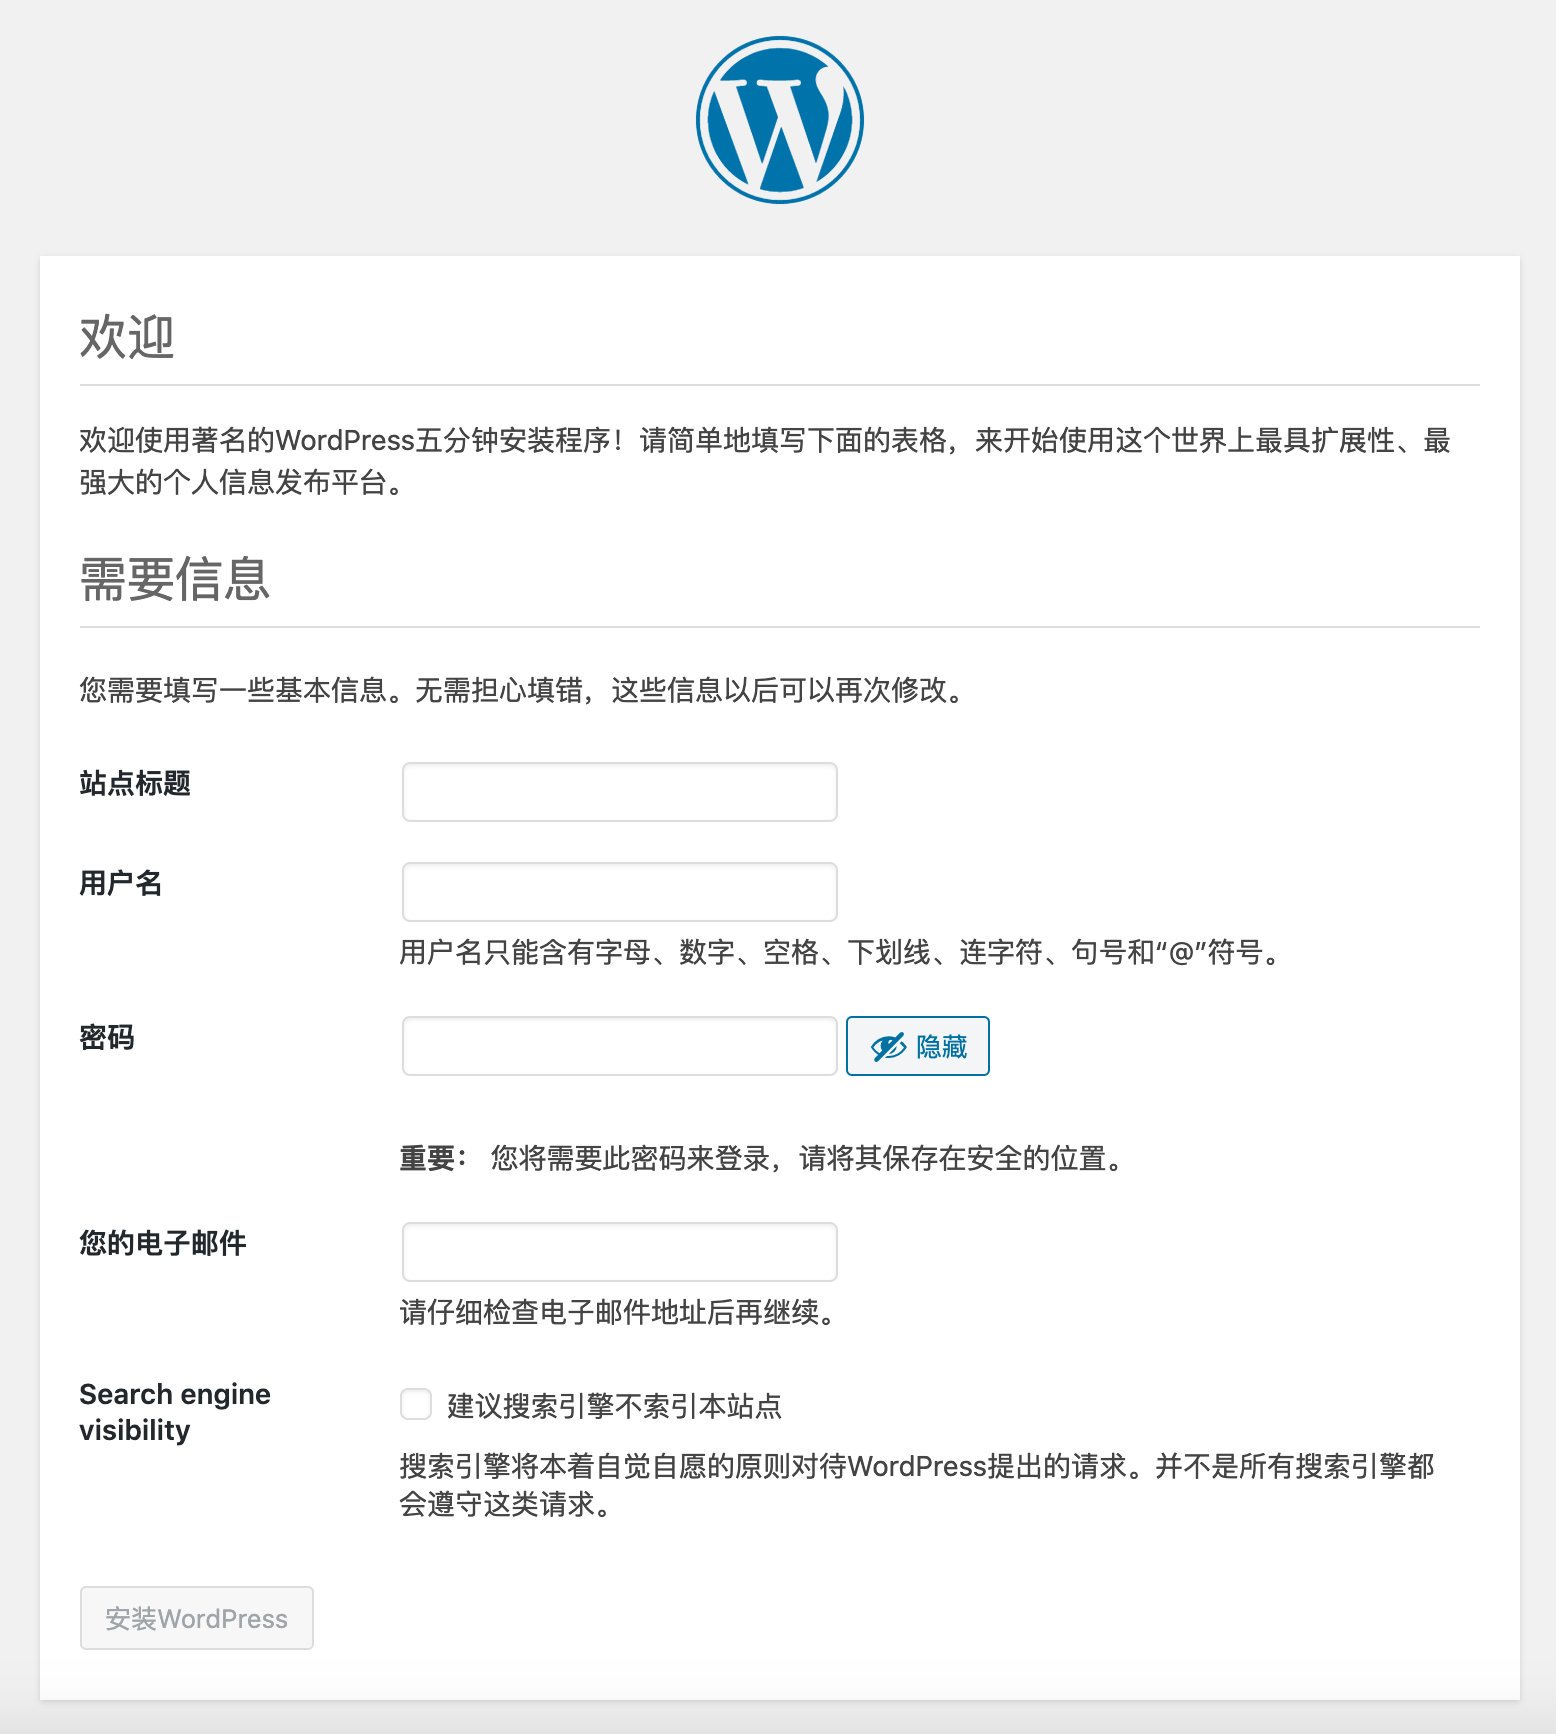 欢迎
欢迎使用著名的WordPress五分钟安装程序！请简单地填写下面的表格，来开始使用这个世界上最具扩展性、最
强大的个人信息发布平台。
需要信息
您需要填写一些基本信息。无需担心填错，这些信息以后可以再次修改。
站点标题
用户名
用户名只能含有字母、数字、空格、下划线、连字符、句号和“@”符号。
密码
隐藏
重要： 您将需要此密码来登录，请将其保存在安全的位置。
您的电子邮件
请仔细检查电子邮件地址后再继续。
Search engine
visibility
建议搜索引擎不索引本站点
搜索引擎将本着自觉自愿的原则对待WordPress提出的请求。并不是所有搜索引擎都
会遵守这类请求。
安装WordPress